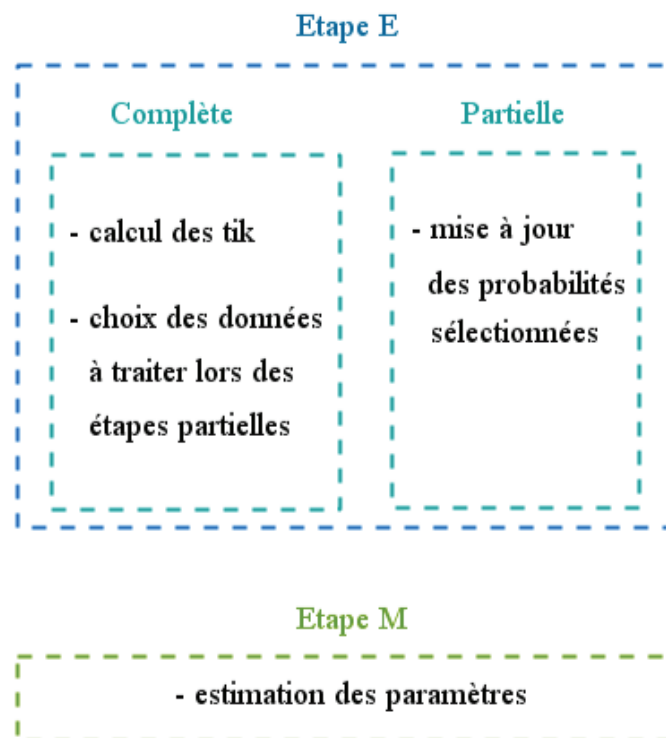 Etape E
Complète
- calcul des tik
- choix des données
à traiter lors des
étapes partielles
Partielle
- mise à jour
des probabilités
sélectionnées
Etape M
- estimation des paramètres